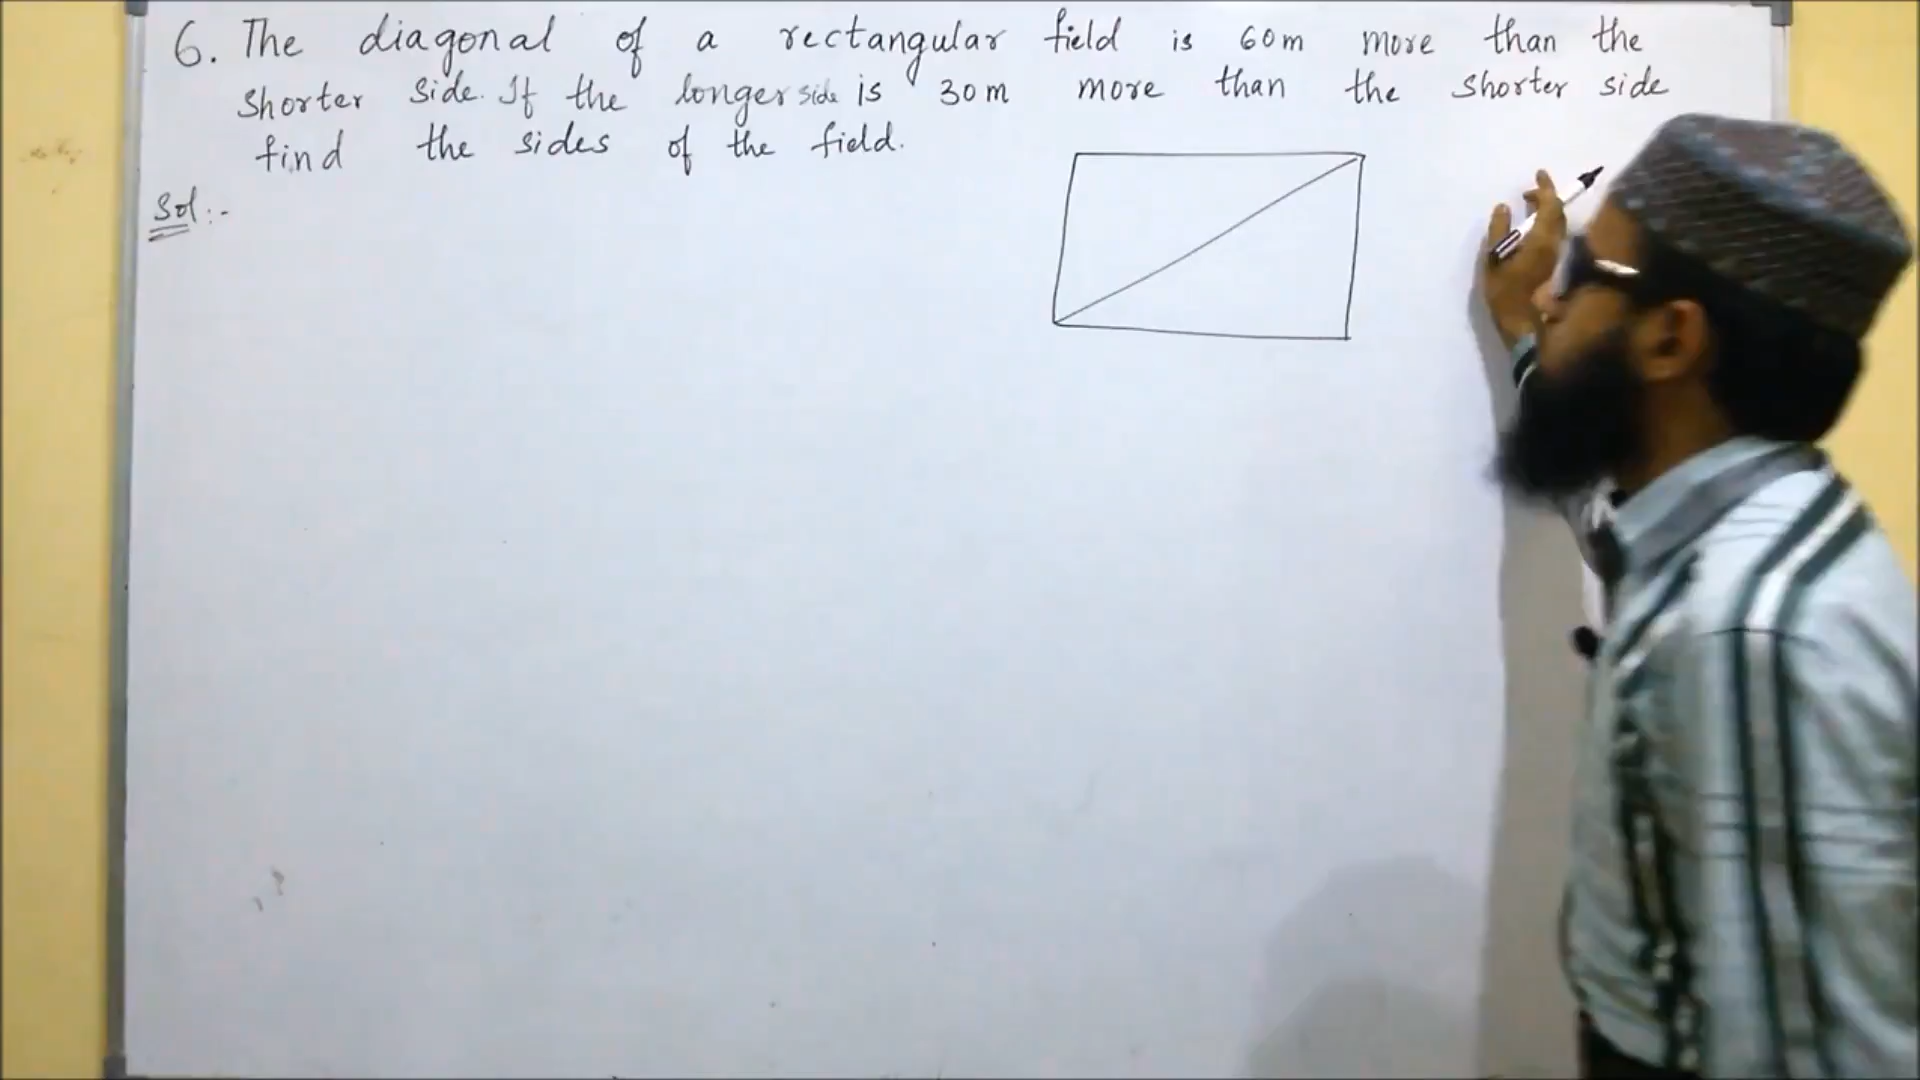 6. The diagonal of a rectangular field is 60m more than the
shorter side. If the longer side is 30m more than the shorter side
find the sides of the field.
Sol:-